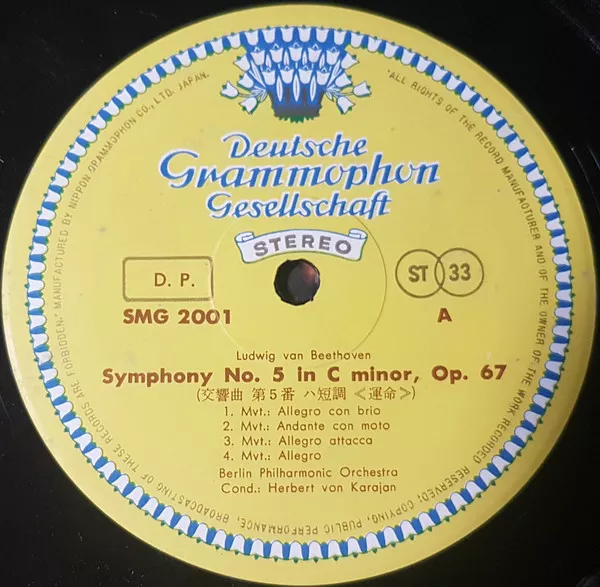 Deutsche
Grammophon
Gesellschaft
STEREO
D. P.
ST 33
SMG 2001
A
Ludwig van Beethoven
Symphony No. 5 in C minor, Op. 67
(交響曲 第5番 ハ短調 <運命>)
1. Mvt.: Allegro con brio
2. Mvt.: Andante con moto
3. Mvt.: Allegro attacca
4. Mvt.: Allegro
Berlin Philharmonic Orchestra
Cond.: Herbert von Karajan
"ALL RIGHTS OF THE RECORD MANUFACTURER AND OF THE OWNER OF THE WORK RECORDED RESERVED: COPYING, PUBLIC PERFORMANCE, BROADCASTING OF THESE RECORDS ARE FORBIDDEN." MANUFACTURED BY NIPPON GRAMMOPHON CO., LTD. JAPAN.